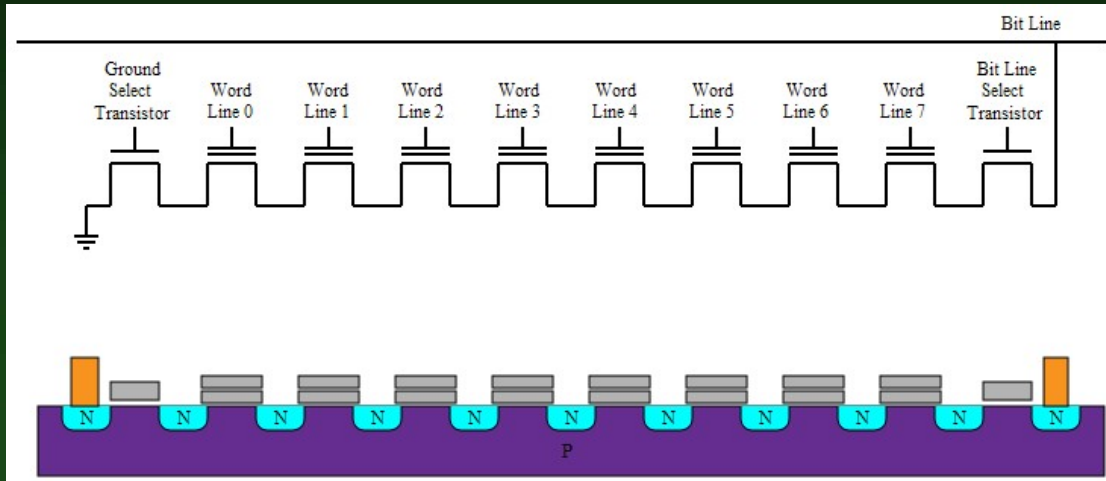 Bit Line
Ground
Select
Transistor
Word
Line 0
Word
Line 1
Word
Line 2
Word
Line 3
Word
Line 4
Word
Line 5
Word
Line 6
Word
Line 7
Bit Line
Select
Transistor
N N N N N N N N N N N
P